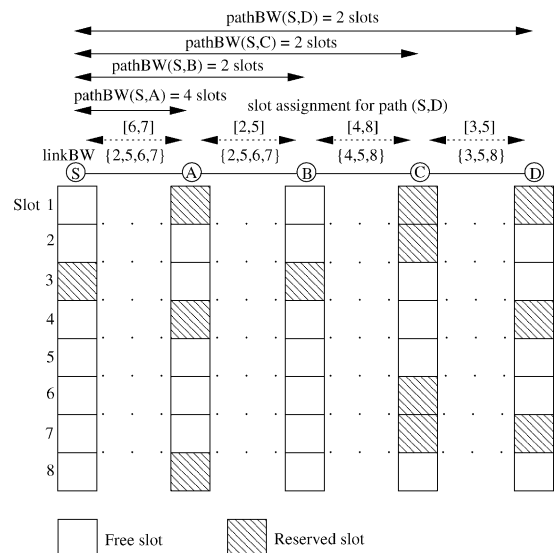 pathBW(S,D) = 2 slots
pathBW(S,C) = 2 slots
pathBW(S,B) = 2 slots
pathBW(S,A) = 4 slots
slot assignment for path (S,D)
[6,7] [2,5] [4,8] [3,5]
linkBW {2,5,6,7} {2,5,6,7} {4,5,8} {3,5,8}
S A B C D
Slot 1
2
3
4
5
6
7
8
Free slot Reserved slot